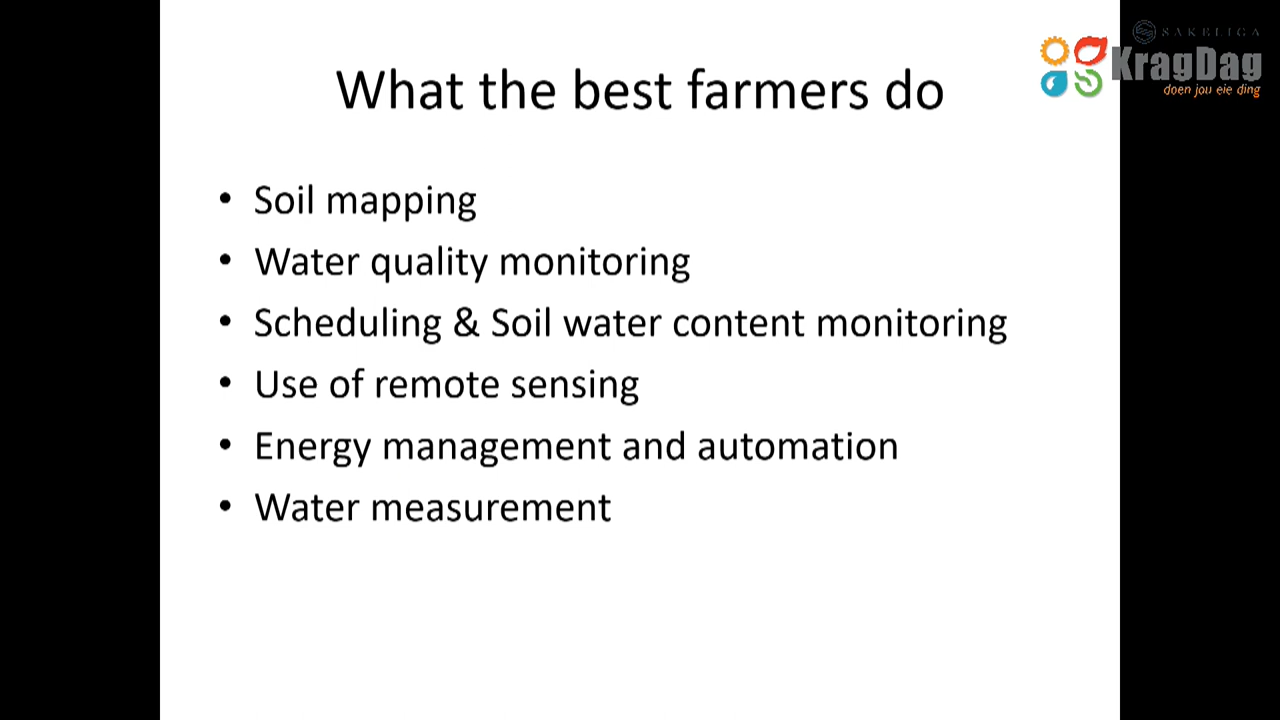 SAKELIGA
KragDag
doen jou eie ding
What the best farmers do
• Soil mapping
• Water quality monitoring
• Scheduling & Soil water content monitoring
• Use of remote sensing
• Energy management and automation
• Water measurement